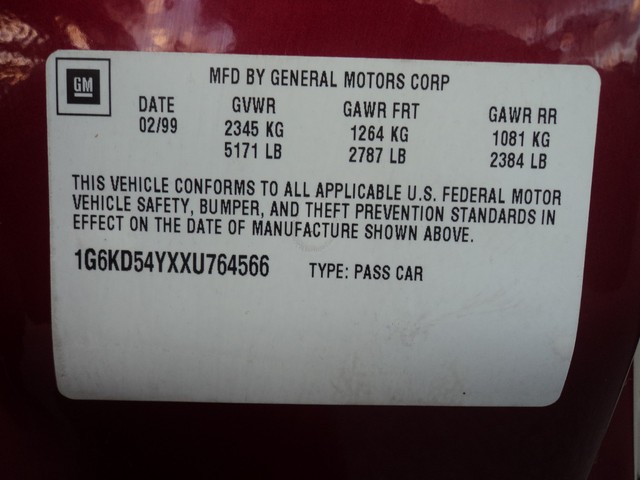 GM
MFD BY GENERAL MOTORS CORP
DATE GVWR GAWR FRT GAWR RR
02/99 2345 KG 1264 KG 1081 KG
5171 LB 2787 LB 2384 LB
THIS VEHICLE CONFORMS TO ALL APPLICABLE U.S. FEDERAL MOTOR
VEHICLE SAFETY, BUMPER, AND THEFT PREVENTION STANDARDS IN
EFFECT ON THE DATE OF MANUFACTURE SHOWN ABOVE.
1G6KD54YXXU764566 TYPE: PASS CAR